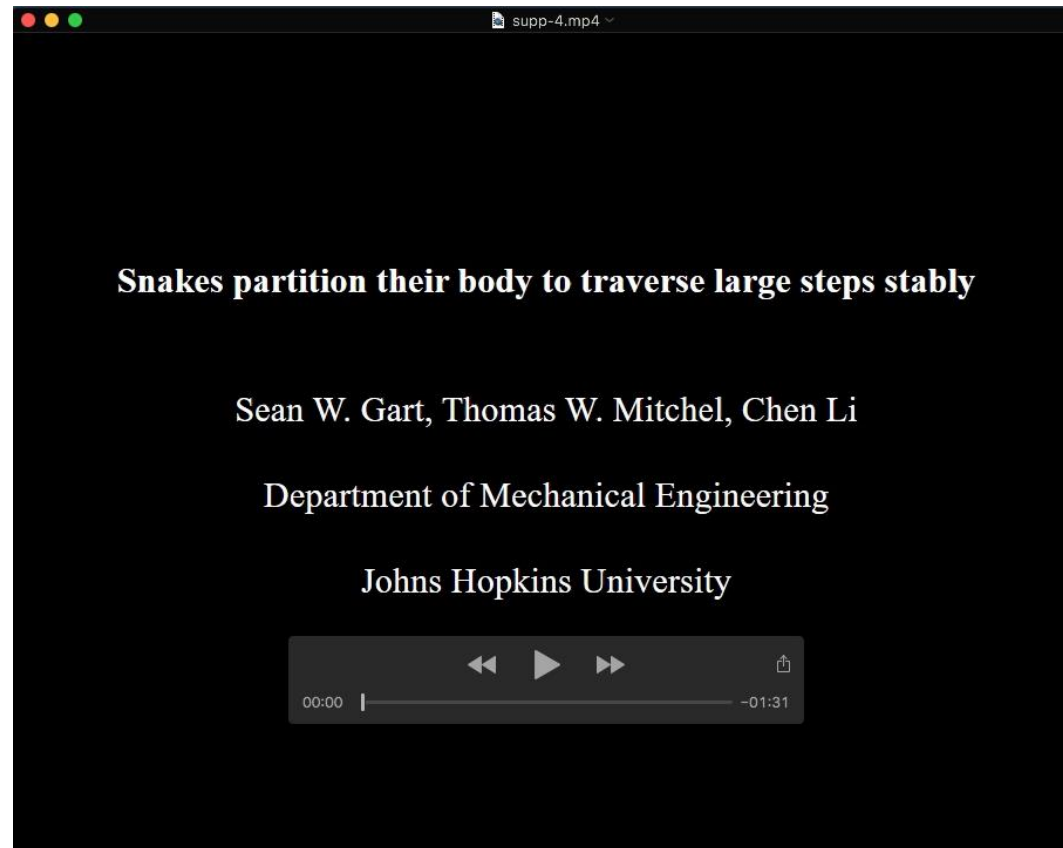 supp-4.mp4
Snakes partition their body to traverse large steps stably
Sean W. Gart, Thomas W. Mitchel, Chen Li
Department of Mechanical Engineering
Johns Hopkins University
00:00 -01:31